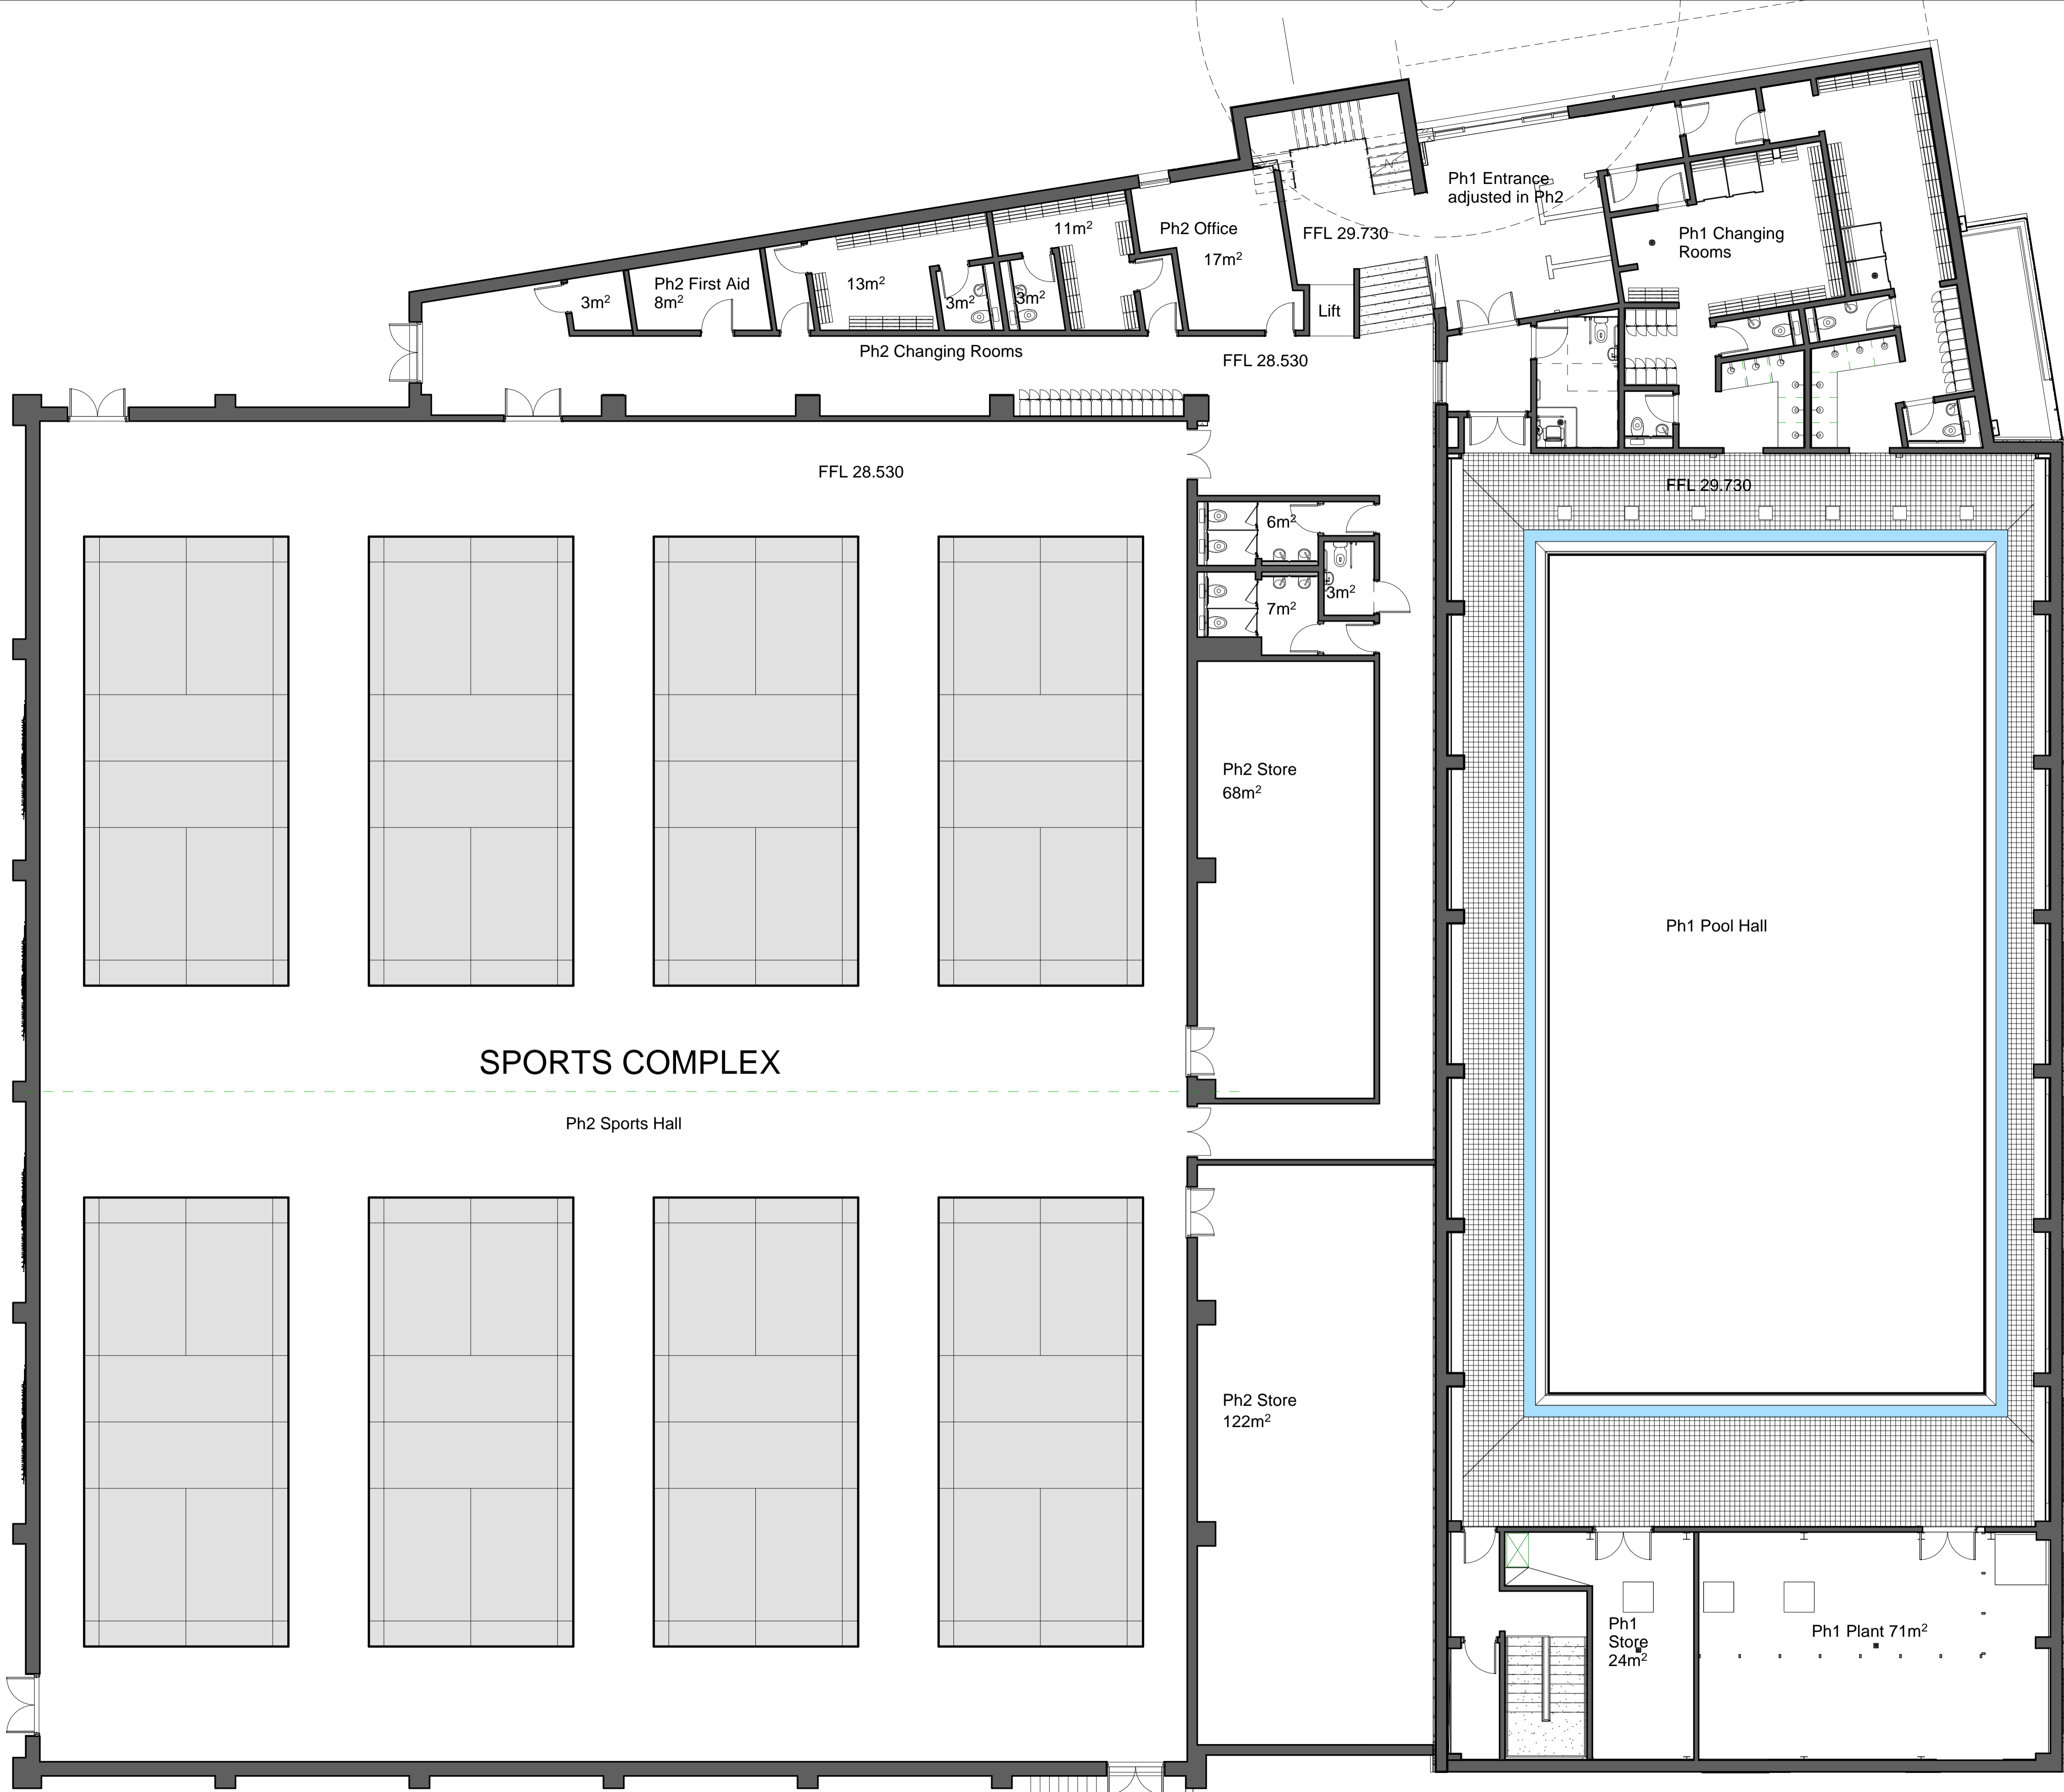 Ph1 Entrance
adjusted in Ph2
FFL 29.730
Ph2 Office
17m²
11m²
Ph1 Changing
Rooms
Ph2 First Aid
8m²
3m²
13m²
3m²
3m²
Lift
Ph2 Changing Rooms
FFL 28.530
FFL 28.530
FFL 29.730
6m²
3m²
7m²
Ph2 Store
68m²
Ph1 Pool Hall
SPORTS COMPLEX
Ph2 Sports Hall
Ph2 Store
122m²
Ph1
Store
24m²
Ph1 Plant 71m²